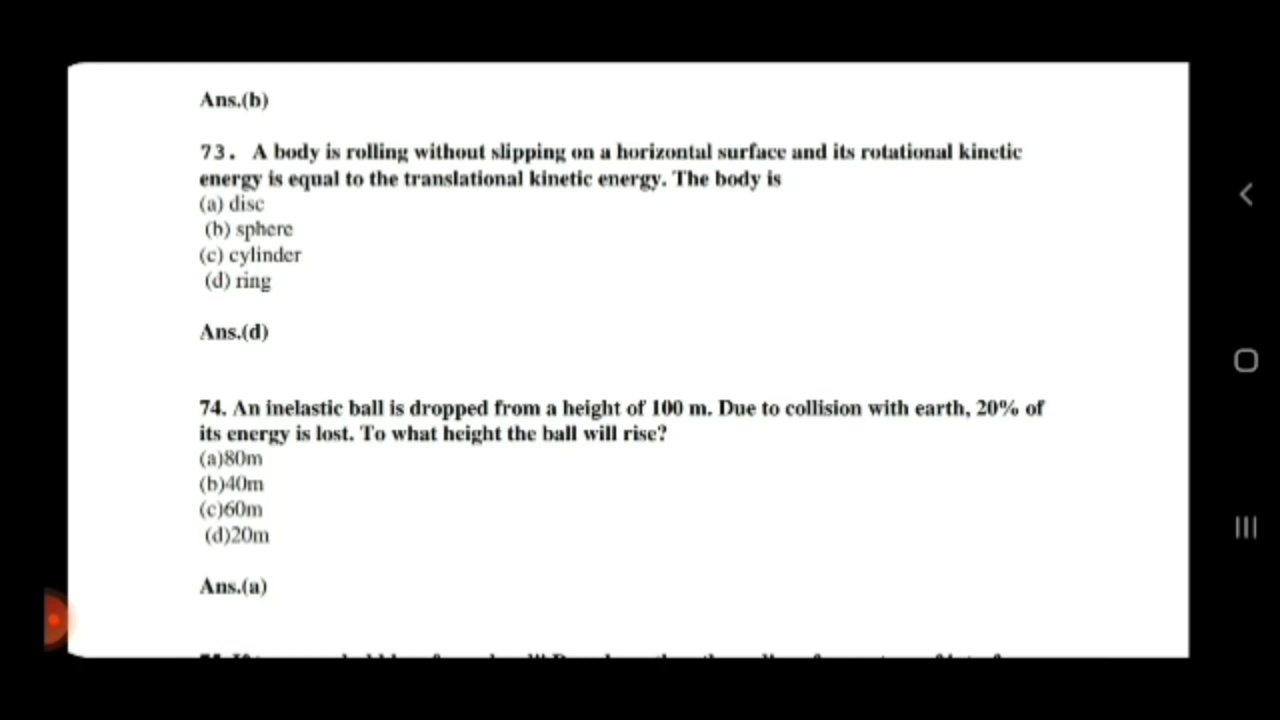 Ans.(b)
73. A body is rolling without slipping on a horizontal surface and its rotational kinetic
energy is equal to the translational kinetic energy. The body is
(a) disc
(b) sphere
(c) cylinder
(d) ring
Ans.(d)
74. An inelastic ball is dropped from a height of 100 m. Due to collision with earth, 20% of
its energy is lost. To what height the ball will rise?
(a)80m
(b)40m
(c)60m
(d)20m
Ans.(a)